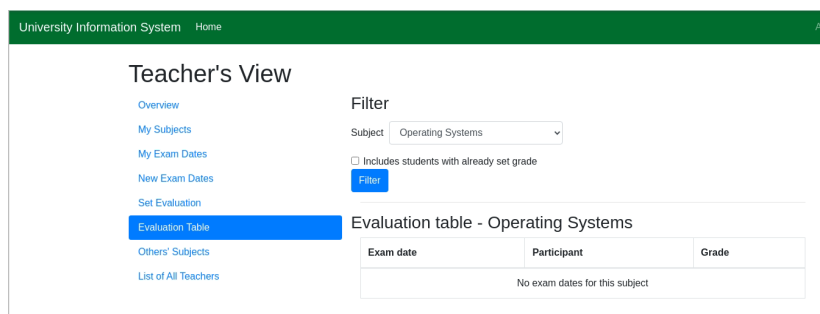 University Information System Home
Teacher's View
Overview
My Subjects
My Exam Dates
New Exam Dates
Set Evaluation
Evaluation Table
Others' Subjects
List of All Teachers
Filter
Subject Operating Systems
Includes students with already set grade
Filter
Evaluation table - Operating Systems
Exam date Participant Grade
No exam dates for this subject